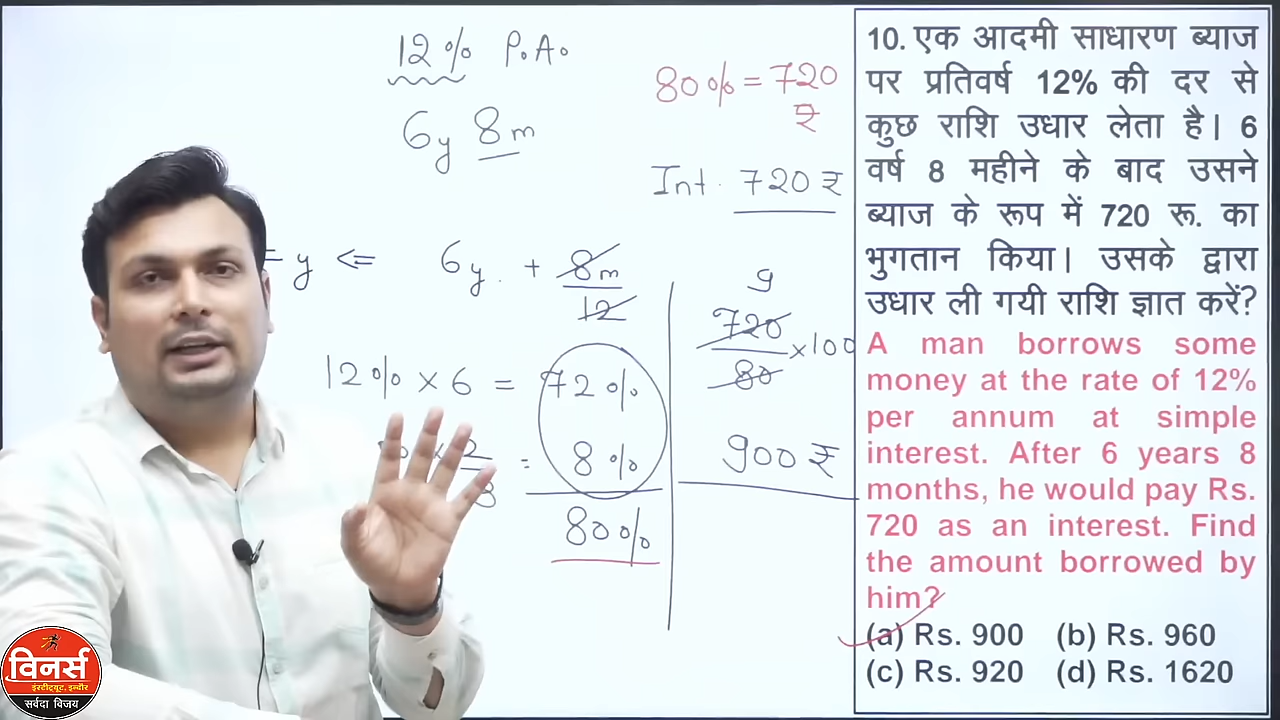 12% P.A.
6y 8m
80% = 720
₹
Int. 720 ₹
= y <= 6y + 8m
12
12% × 6 = 72%
× 2 = 8%
3
80%
9
720 × 100
80
900 ₹
10. एक आदमी साधारण ब्याज
पर प्रतिवर्ष 12% की दर से
कुछ राशि उधार लेता है। 6
वर्ष 8 महीने के बाद उसने
ब्याज के रूप में 720 रू. का
भुगतान किया। उसके द्वारा
उधार ली गयी राशि ज्ञात करें?
A man borrows some
money at the rate of 12%
per annum at simple
interest. After 6 years 8
months, he would pay Rs.
720 as an interest. Find
the amount borrowed by
him?
(a) Rs. 900 (b) Rs. 960
(c) Rs. 920 (d) Rs. 1620
विनर्स
इंस्टीट्यूट, इन्दौर
सर्वदा विजय